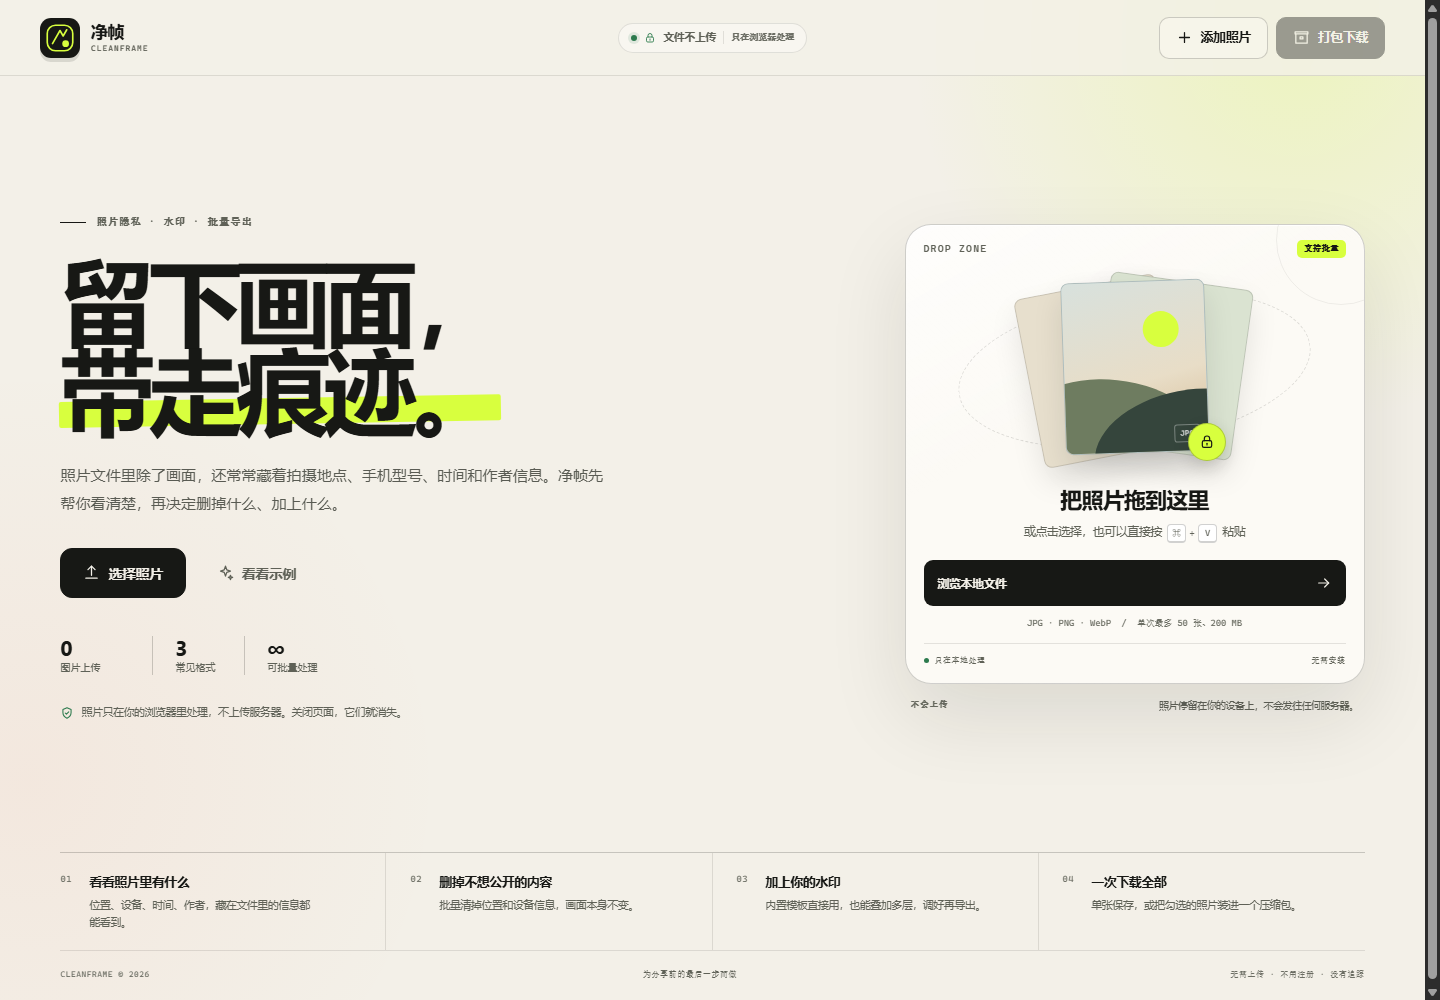 净帧
CLEANFRAME
文件不上传
只在浏览器处理
添加照片
打包下载
照片隐私 · 水印 · 批量导出
留下画面，
带走痕迹。
照片文件里除了画面，还常常藏着拍摄地点、手机型号、时间和作者信息。净帧先
帮你看清楚，再决定删掉什么、加上什么。
选择照片
看看示例
0
图片上传
3
常见格式
∞
可批量处理
照片只在你的浏览器里处理，不上传服务器。关闭页面，它们就消失。
DROP ZONE
支持批量
把照片拖到这里
或点击选择，也可以直接按 ⌘ + V 粘贴
浏览本地文件
JPG · PNG · WebP / 单次最多 50 张、200 MB
只在本地处理
无需安装
不会上传
照片停留在你的设备上，不会发往任何服务器。
01
看看照片里有什么
位置、设备、时间、作者，藏在文件里的信息都
能看到。
02
删掉不想公开的内容
批量清掉位置和设备信息，画面本身不变。
03
加上你的水印
内置模板直接用，也能叠加多层，调好再导出。
04
一次下载全部
单张保存，或把勾选的照片装进一个压缩包。
CLEANFRAME © 2026
为分享前的最后一步而做
无需上传 · 不用注册 · 没有追踪